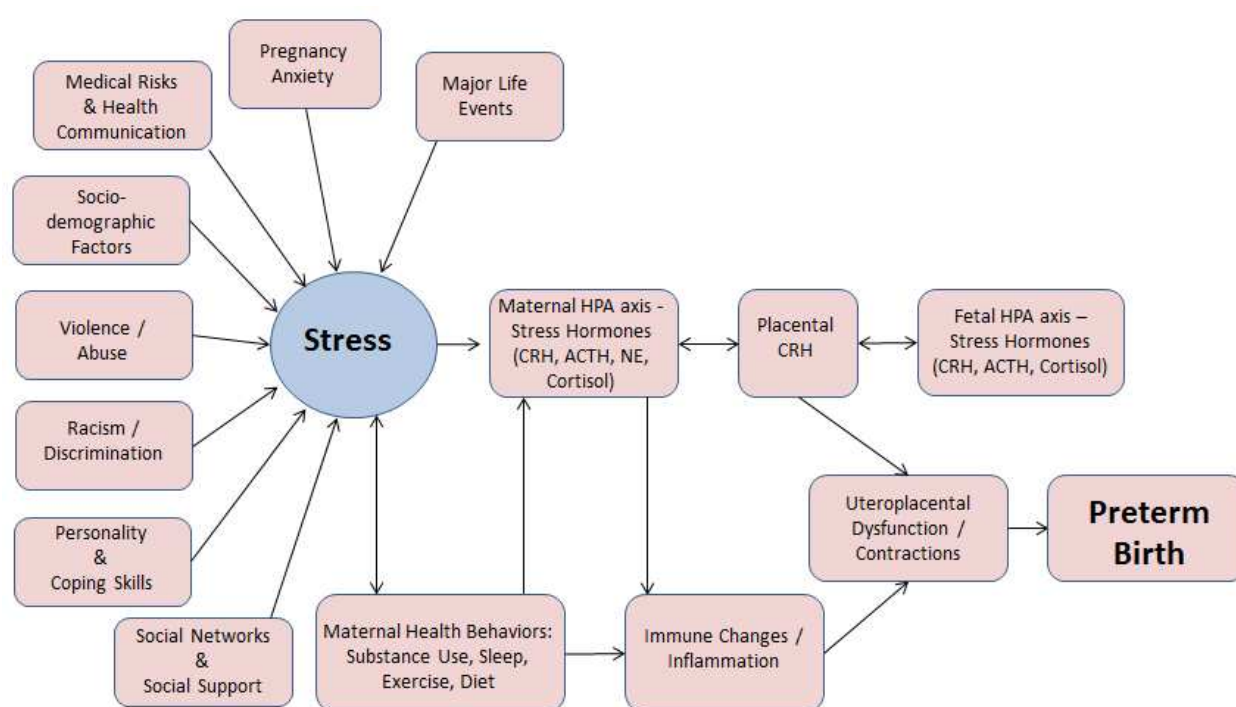 Pregnancy
Anxiety
Medical Risks
& Health
Communication
Major Life
Events
Socio-
demographic
Factors
Violence /
Abuse
Stress
Maternal HPA axis -
Stress Hormones
(CRH, ACTH, NE,
Cortisol)
Placental
CRH
Fetal HPA axis –
Stress Hormones
(CRH, ACTH, Cortisol)
Racism /
Discrimination
Personality
&
Coping Skills
Social Networks
&
Social Support
Maternal Health Behaviors:
Substance Use, Sleep,
Exercise, Diet
Immune Changes /
Inflammation
Uteroplacental
Dysfunction /
Contractions
Preterm
Birth